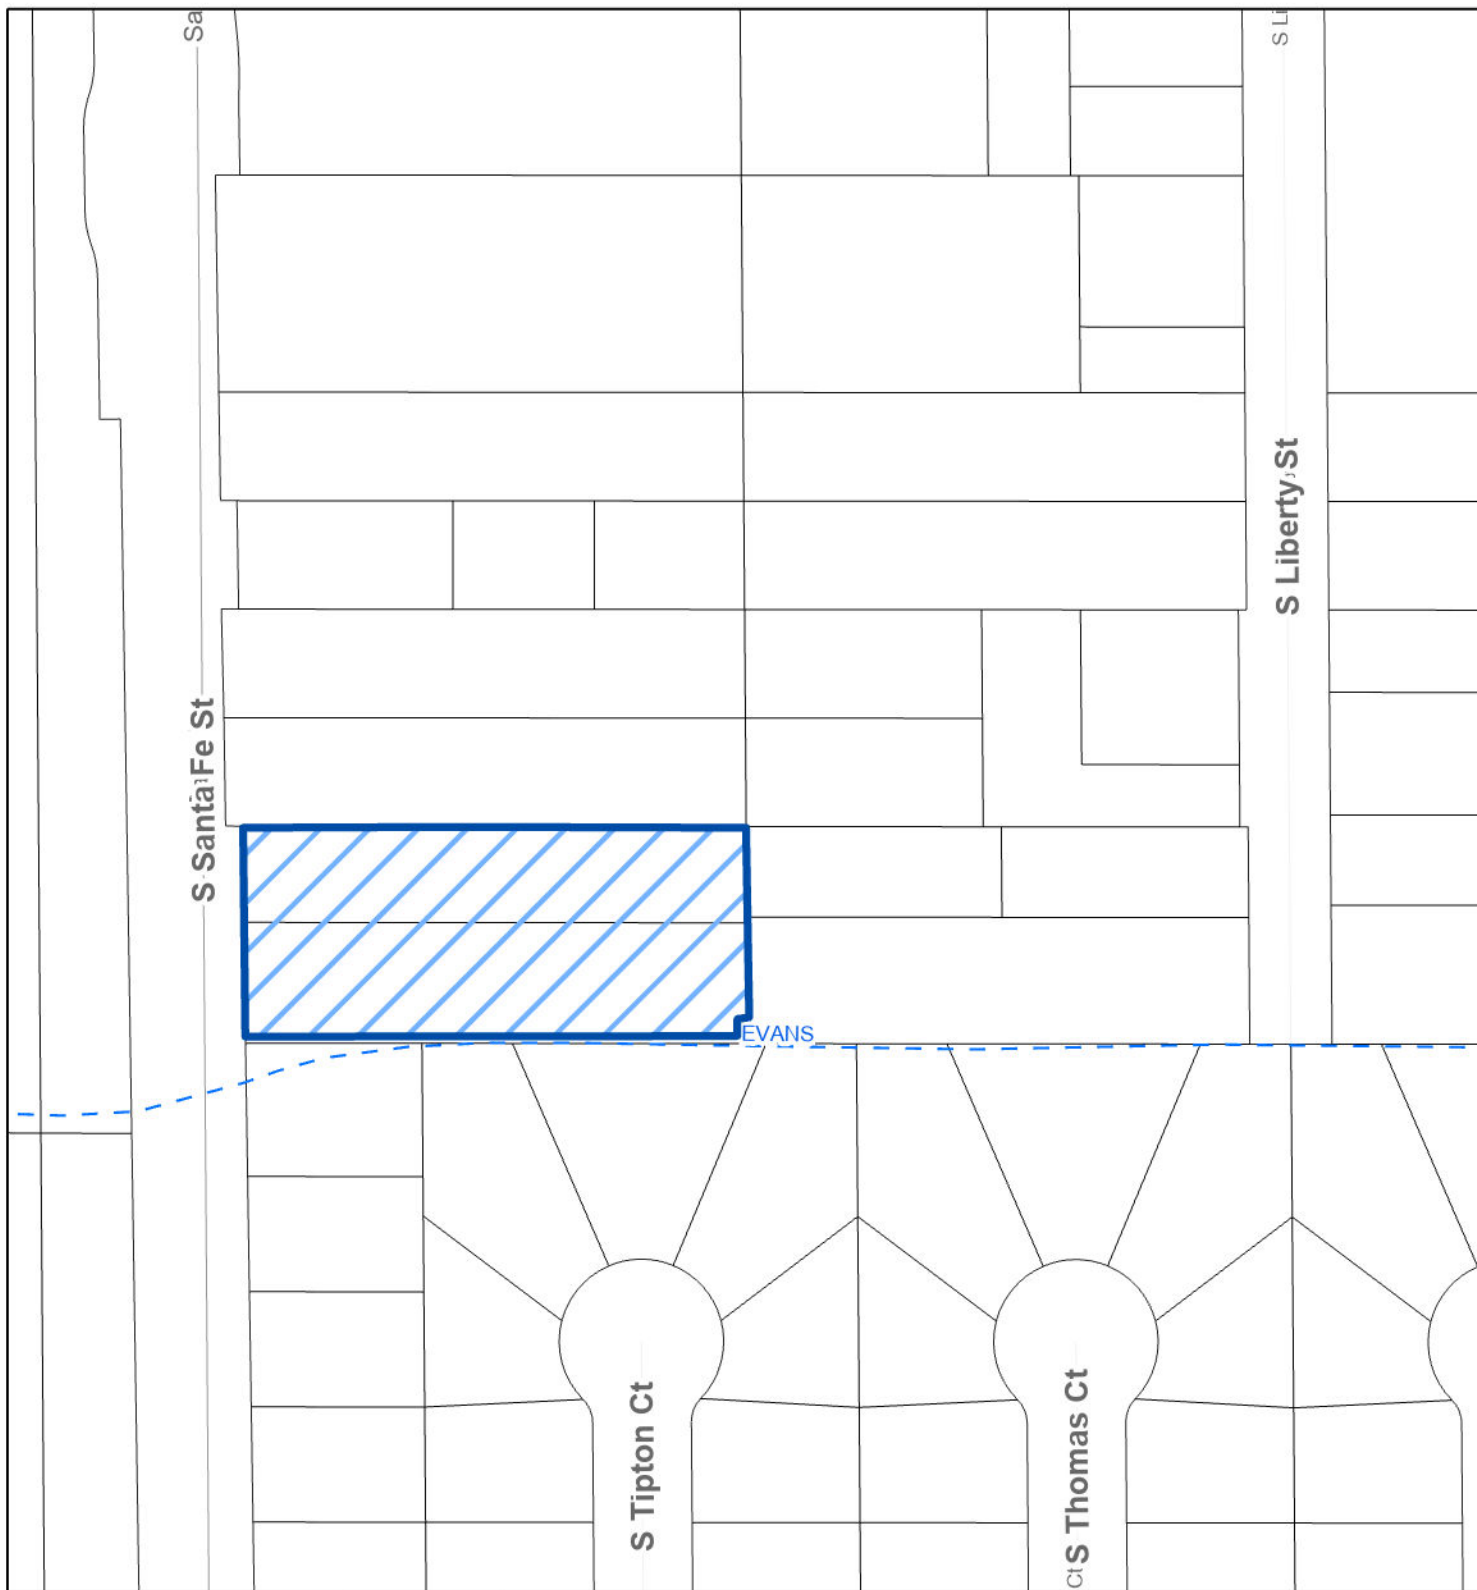 Sa
S Li
S Liberty St
S Santa Fe St
EVANS
S Tipton Ct
S Thomas Ct
Ct